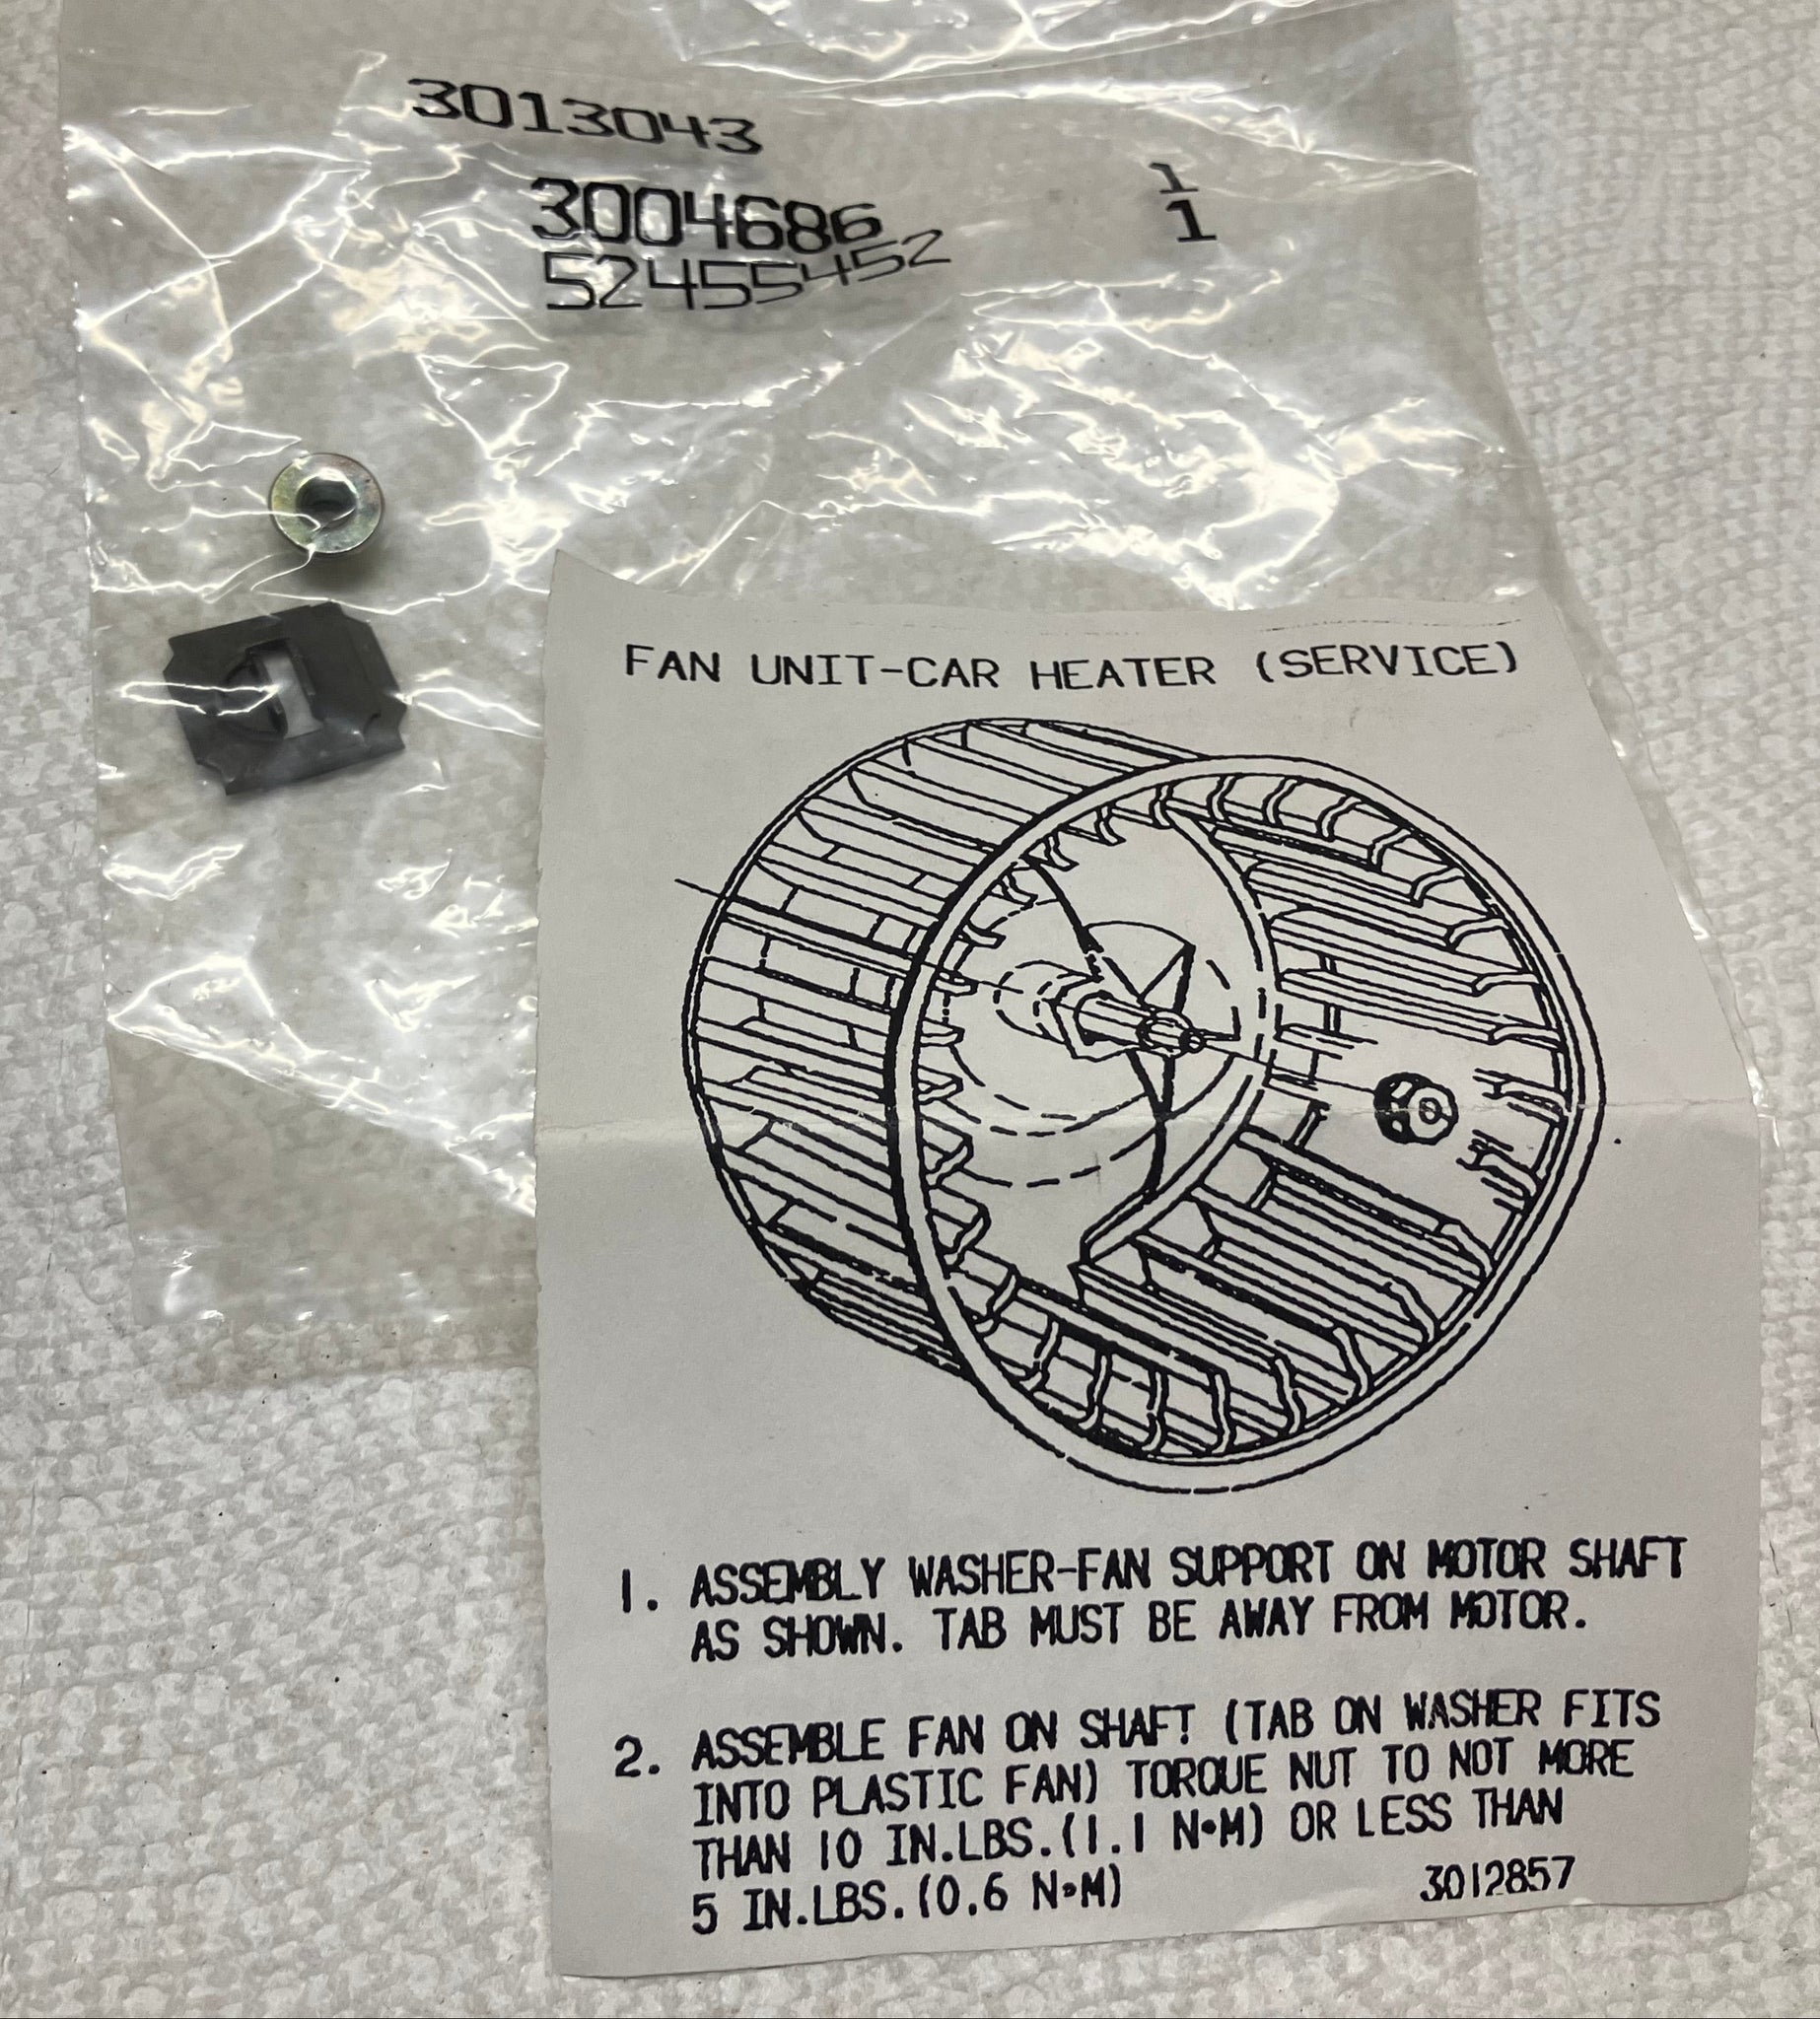 3013043
1
3004686 1
52455452
FAN UNIT-CAR HEATER (SERVICE)
1. ASSEMBLY WASHER-FAN SUPPORT ON MOTOR SHAFT
AS SHOWN. TAB MUST BE AWAY FROM MOTOR.
2. ASSEMBLE FAN ON SHAFT (TAB ON WASHER FITS
INTO PLASTIC FAN) TORQUE NUT TO NOT MORE
THAN 10 IN.LBS.(1.1 N•M) OR LESS THAN
5 IN.LBS.(0.6 N•M)
3012857